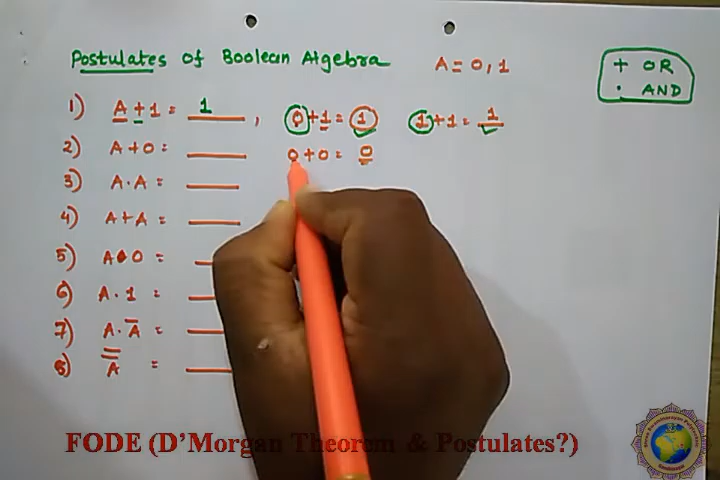 Postulates of Boolean Algebra A = 0, 1
+ OR
. AND
1) A + 1 = 1 , 0 + 1 = 1 1 + 1 = 1
2) A + 0 = 0 + 0 = 0
3) A . A =
4) A + A =
5) A . 0 =
6) A . 1 =
7) A . A̅ =
8) A̿ =
FODE (D’Morgan Theorem & Postulates?)